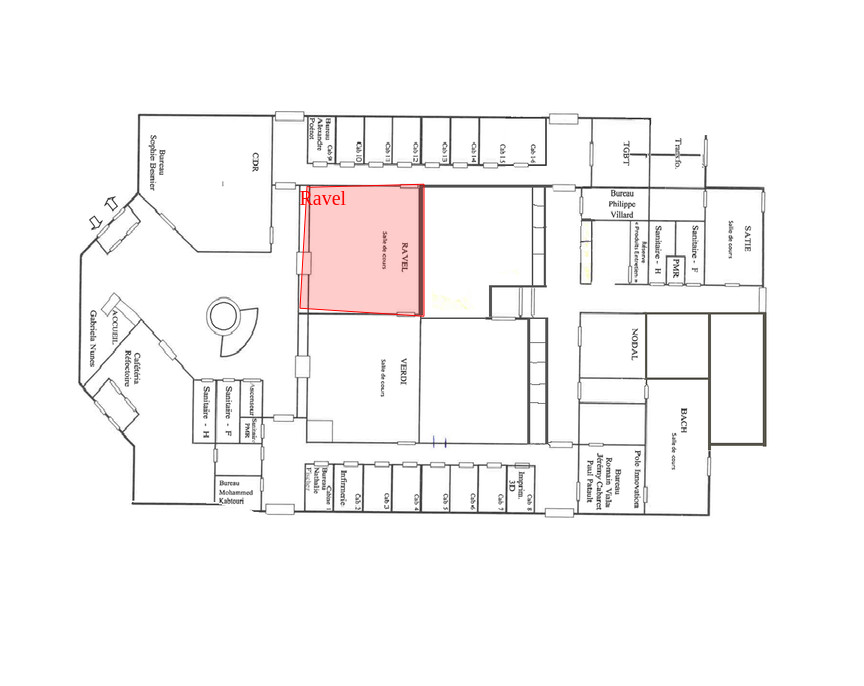 Bureau
Sophie Besnier
CDR
Bureau
Alexandre
Poënot
Cab 9
Cab 10
Cab 11
Cab 12
Cab 13
Cab 14
Cab 15
Cab 16
TGBT
Transfo.
Ravel
RAVEL
Salle de cours
Bureau
Philippe
Villard
Réserve
« Produits Entretien »
Sanitaire - H
PMR
Sanitaire - F
SATIE
Salle de cours
ACCUEIL
Gabriela Nunes
Cafétéria
Réfectoire
VERDI
Salle de cours
NODAL
BACH
Salle de cours
Sanitaire - H
Sanitaire - F
Ascenseur
Sanitaire
PMR
Bureau
Mohammed
Kabtouri
Cabine 1
Bureau
Nathalie
Infirmerie
Cab 2
Cab 3
Cab 4
Cab 5
Cab 6
Cab 7
Cab 8
Imprim.
3D
Pole Innovation
Bureau
Romain Viala
Jérémy Cabaret
Paul Patault